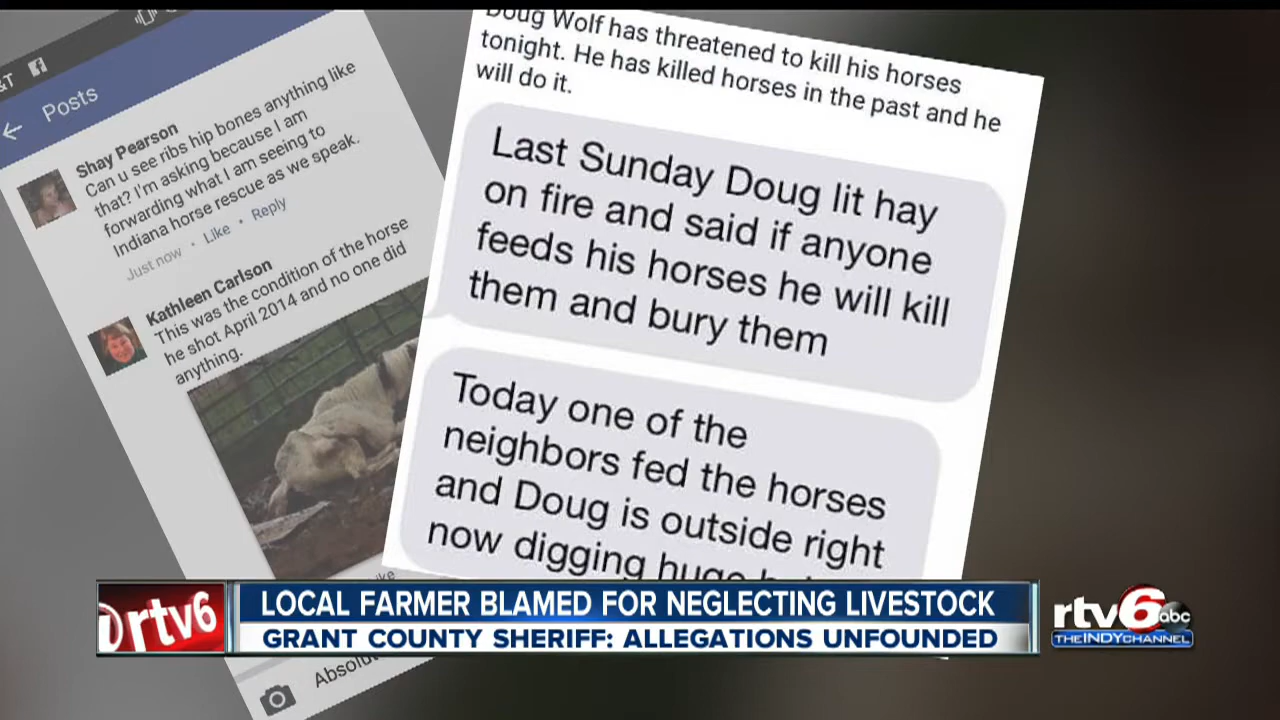 &T
Posts
Shay Pearson
Can u see ribs hip bones anything like
that? I'm asking because I am
forwarding what I am seeing to
Indiana horse rescue as we speak.
Just now • Like • Reply
Kathleen Carlson
This was the condition of the horse
he shot April 2014 and no one did
anything.
Doug Wolf has threatened to kill his horses
tonight. He has killed horses in the past and he
will do it.
Last Sunday Doug lit hay
on fire and said if anyone
feeds his horses he will kill
them and bury them
Today one of the
neighbors fed the horses
and Doug is outside right
now digging huge
rtv6
LOCAL FARMER BLAMED FOR NEGLECTING LIVESTOCK
GRANT COUNTY SHERIFF: ALLEGATIONS UNFOUNDED
rtv6 abc
THEINDYCHANNEL